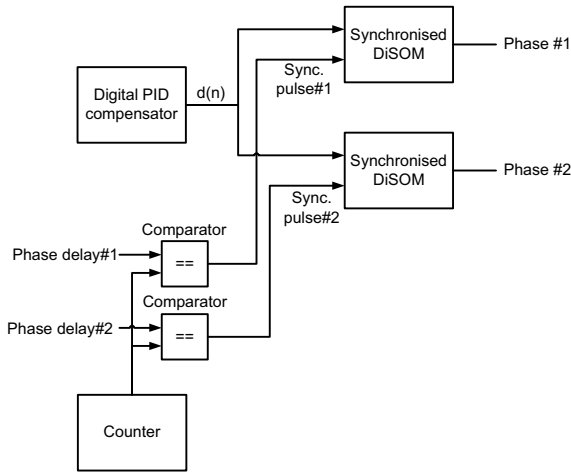 Synchronised
DiSOM
Phase #1
Sync.
pulse#1
Digital PID
compensator
d(n)
Synchronised
DiSOM
Phase #2
Sync.
pulse#2
Comparator
Phase delay#1
==
Comparator
Phase delay#2
==
Counter